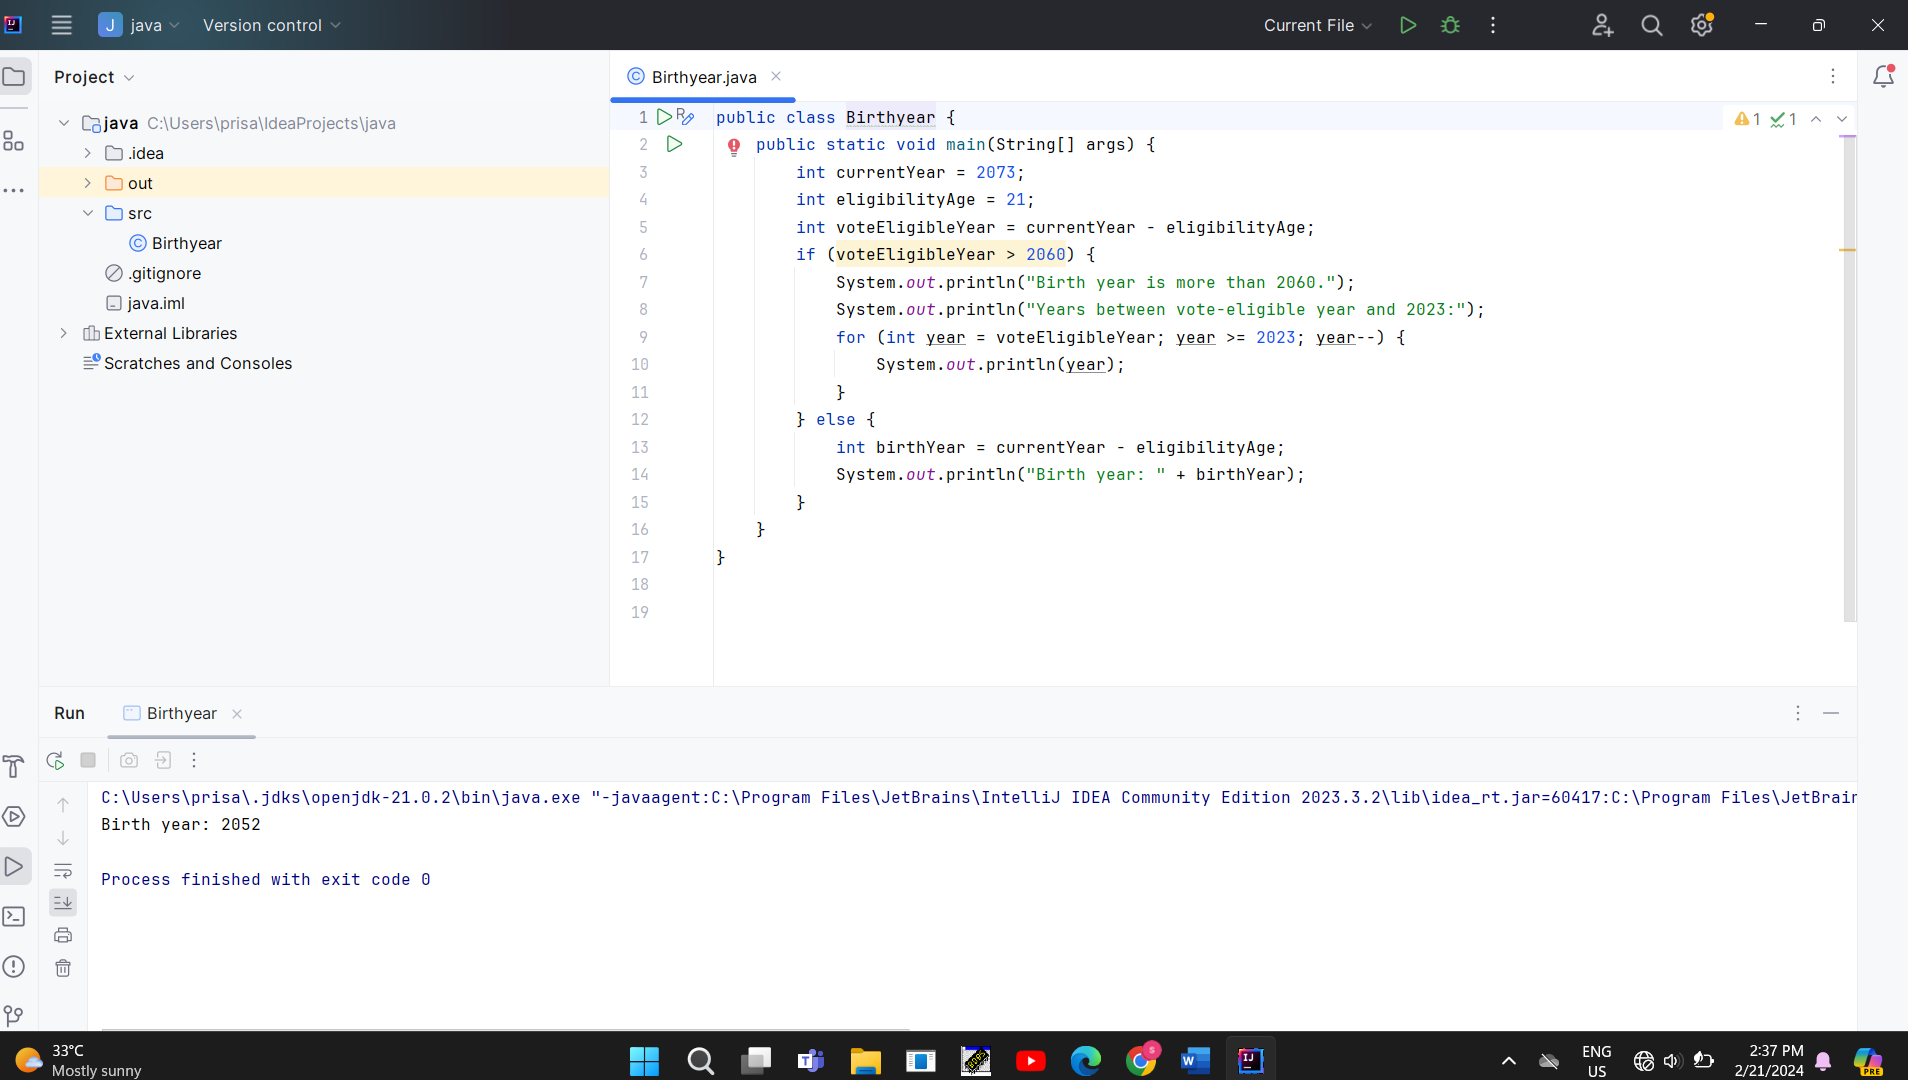 java
Version control
Current File
Project
java C:\Users\prisa\IdeaProjects\java
.idea
out
src
Birthyear
.gitignore
java.iml
External Libraries
Scratches and Consoles
Birthyear.java
1 public class Birthyear {
2 public static void main(String[] args) {
3 int currentYear = 2073;
4 int eligibilityAge = 21;
5 int voteEligibleYear = currentYear - eligibilityAge;
6 if (voteEligibleYear > 2060) {
7 System.out.println("Birth year is more than 2060.");
8 System.out.println("Years between vote-eligible year and 2023:");
9 for (int year = voteEligibleYear; year >= 2023; year--) {
10 System.out.println(year);
11 }
12 } else {
13 int birthYear = currentYear - eligibilityAge;
14 System.out.println("Birth year: " + birthYear);
15 }
16 }
17 }
18
19
1 1
Run
Birthyear
C:\Users\prisa\.jdks\openjdk-21.0.2\bin\java.exe "-javaagent:C:\Program Files\JetBrains\IntelliJ IDEA Community Edition 2023.3.2\lib\idea_rt.jar=60417:C:\Program Files\JetBrain
Birth year: 2052
Process finished with exit code 0
33°C
Mostly sunny
ENG
US
2:37 PM
2/21/2024